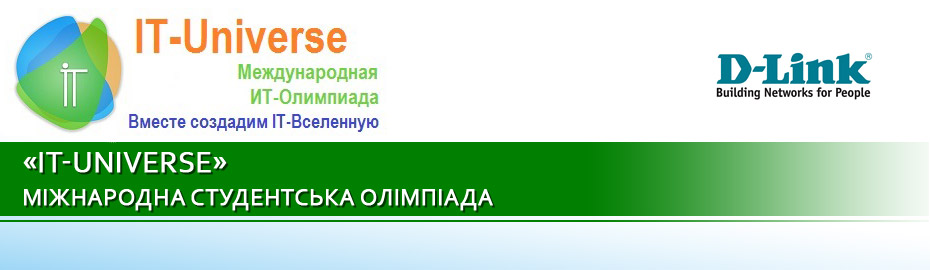 IT-Universe
Международная
ИТ-Олимпиада
Вместе создадим IT-Вселенную
iT
D-Link®
Building Networks for People
«IT-UNIVERSE»
МІЖНАРОДНА СТУДЕНТСЬКА ОЛІМПІАДА